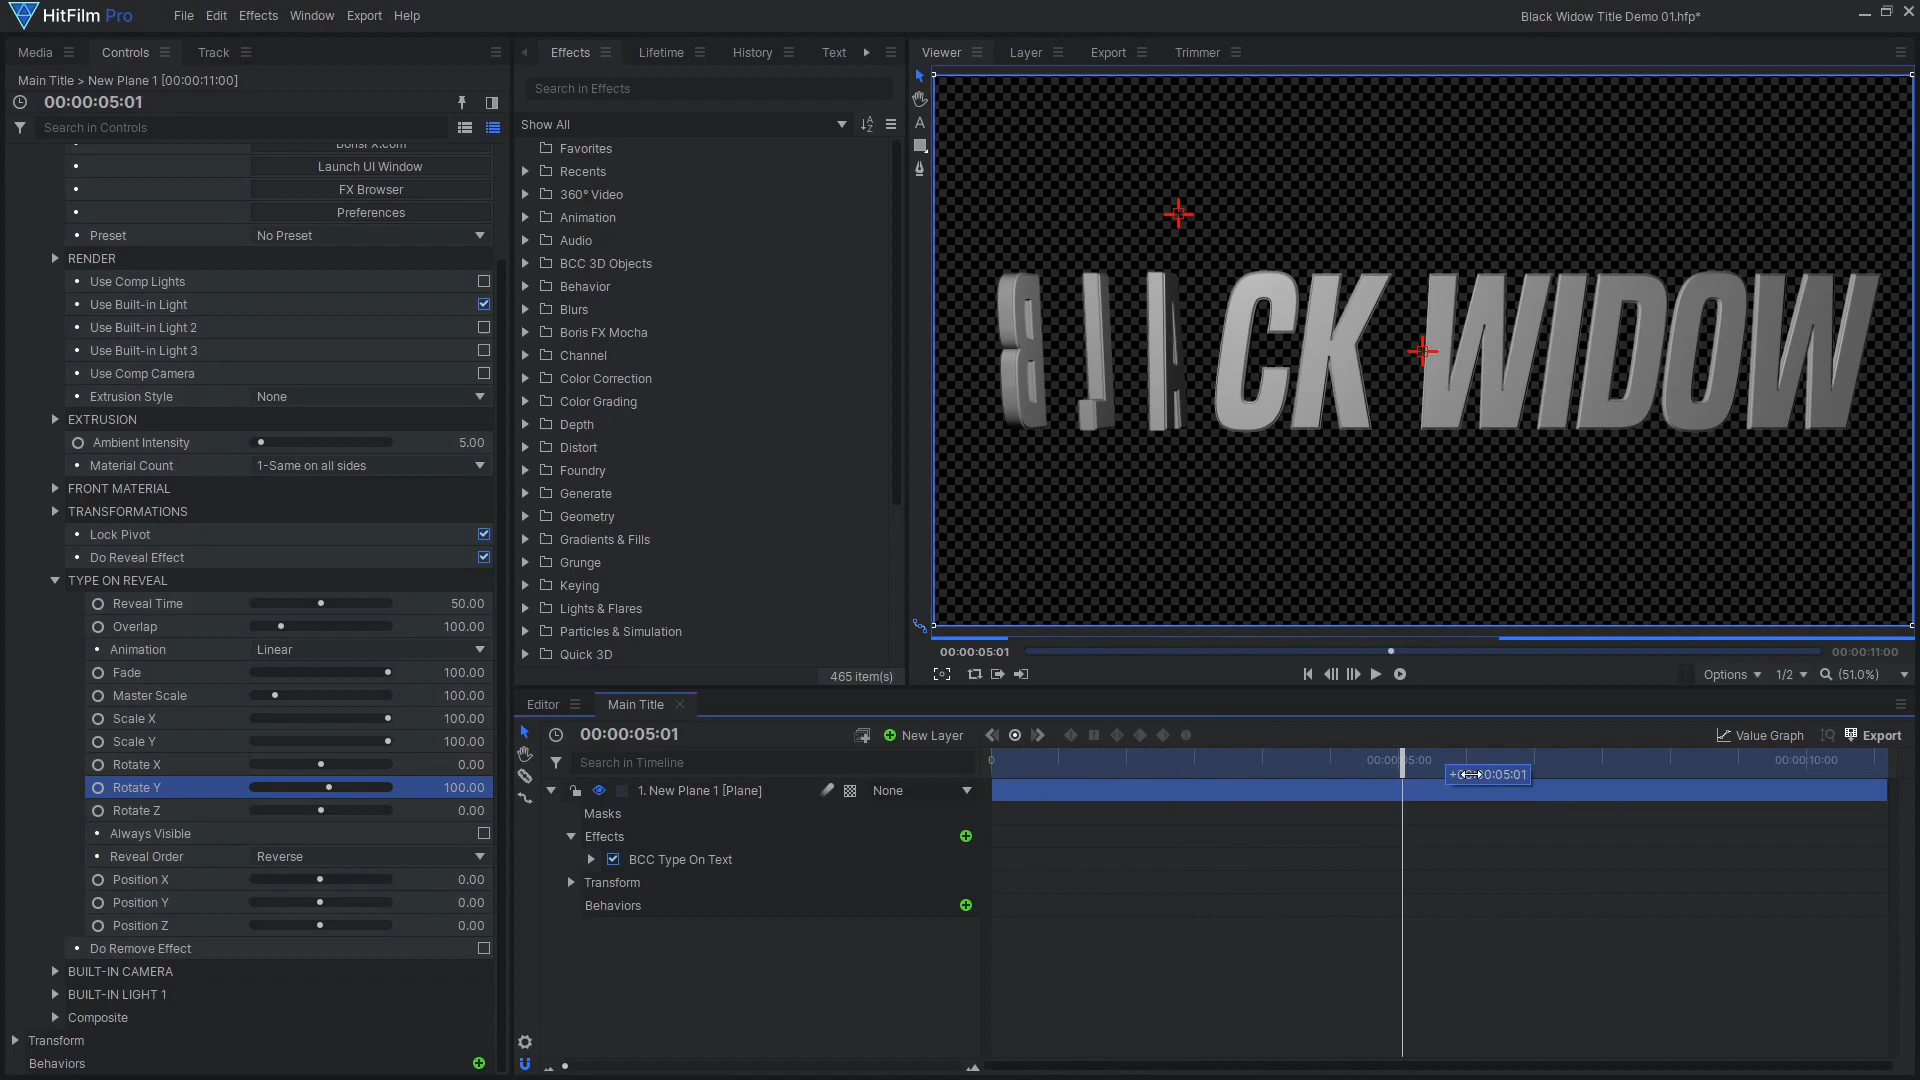 HitFilm Pro
File Edit Effects Window Export Help
Black Widow Title Demo 01.hfp*
Media Controls Track
Main Title > New Plane 1 [00:00:11:00]
00:00:05:01
Search in Controls
BorisFX.com
Launch UI Window
FX Browser
Preferences
Preset No Preset
RENDER
Use Comp Lights
Use Built-in Light
Use Built-in Light 2
Use Built-in Light 3
Use Comp Camera
Extrusion Style None
EXTRUSION
Ambient Intensity 5.00
Material Count 1-Same on all sides
FRONT MATERIAL
TRANSFORMATIONS
Lock Pivot
Do Reveal Effect
TYPE ON REVEAL
Reveal Time 50.00
Overlap 100.00
Animation Linear
Fade 100.00
Master Scale 100.00
Scale X 100.00
Scale Y 100.00
Rotate X 0.00
Rotate Y 100.00
Rotate Z 0.00
Always Visible
Reveal Order Reverse
Position X 0.00
Position Y 0.00
Position Z 0.00
Do Remove Effect
BUILT-IN CAMERA
BUILT-IN LIGHT 1
Composite
Transform
Behaviors
Effects Lifetime History Text
Search in Effects
Show All
Favorites
Recents
360° Video
Animation
Audio
BCC 3D Objects
Behavior
Blurs
Boris FX Mocha
Channel
Color Correction
Color Grading
Depth
Distort
Foundry
Generate
Geometry
Gradients & Fills
Grunge
Keying
Lights & Flares
Particles & Simulation
Quick 3D
465 item(s)
Viewer Layer Export Trimmer
BLACK WIDOW
00:00:05:01 00:00:11:00
Options 1/2 (51.0%)
Editor Main Title
00:00:05:01 New Layer Value Graph Export
Search in Timeline
0 00:00:05:00 00:00:10:00
1. New Plane 1 [Plane] None
Masks
Effects
BCC Type On Text
Transform
Behaviors